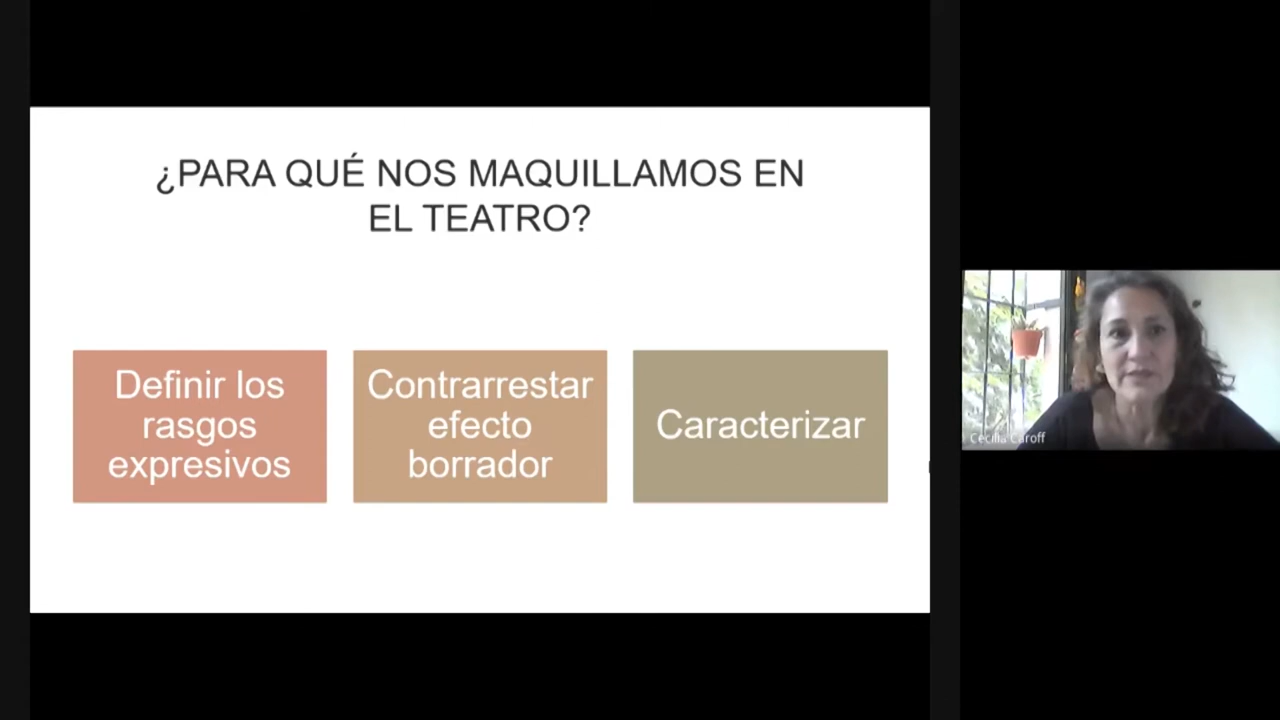 ¿PARA QUÉ NOS MAQUILLAMOS EN
EL TEATRO?
Definir los
rasgos
expresivos
Contrarrestar
efecto
borrador
Caracterizar
Cecilia Caroff